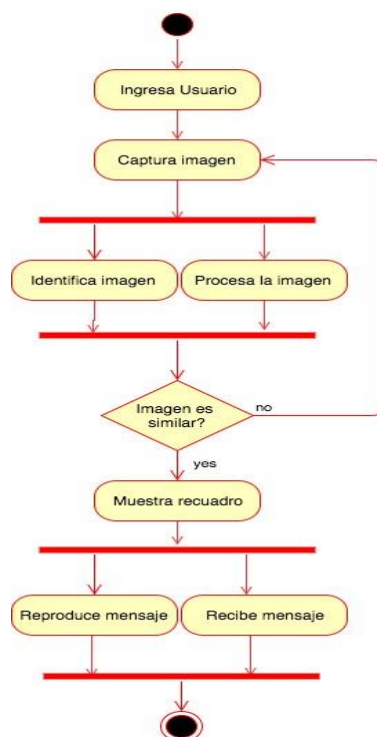 Ingresa Usuario
Captura imagen
Identifica imagen
Procesa la imagen
Imagen es
similar?
no
yes
Muestra recuadro
Reproduce mensaje
Recibe mensaje